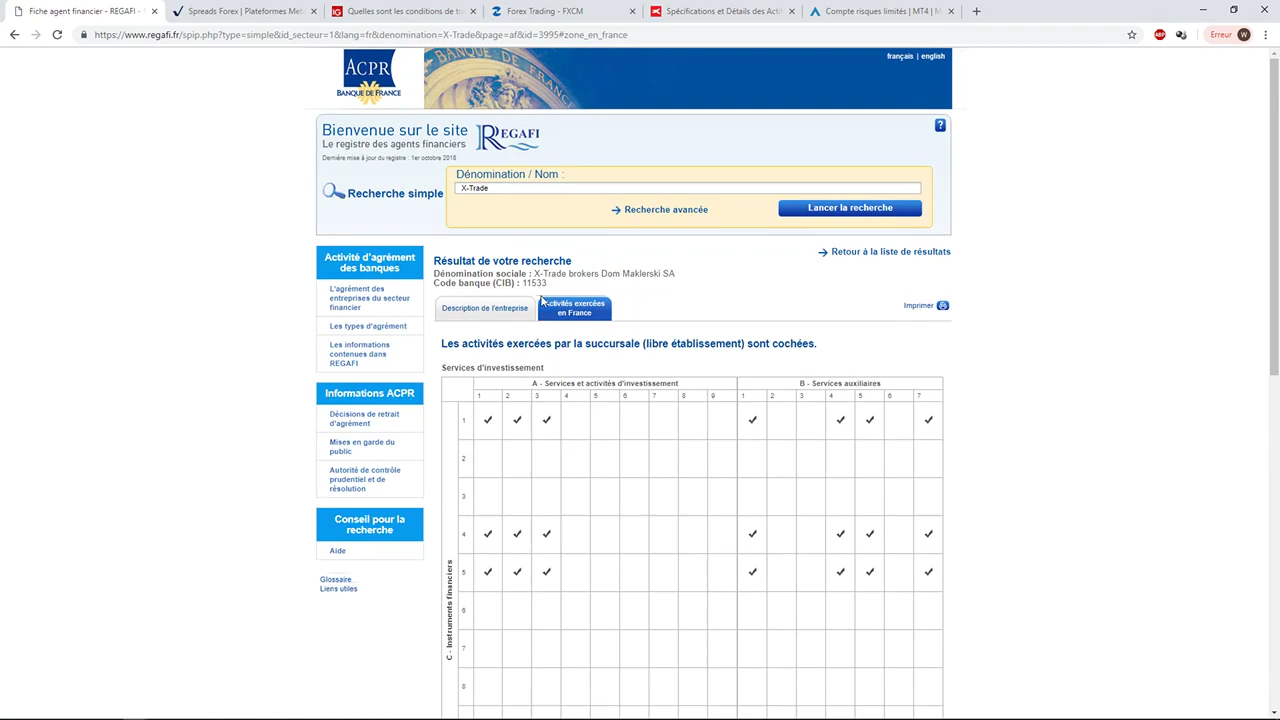 Fiche agent financier - REGAFI -
Spreads Forex | Plateformes Meta
Quelles sont les conditions de tra
Forex Trading - FXCM
Spécifications et Détails des Acti
Compte risques limités | MT4 | M
https://www.regafi.fr/spip.php?type=simple&id_secteur=1&lang=fr&denomination=X-Trade&page=af&id=3995#zone_en_france
ABP
Erreur W
ACPR
BANQUE DE FRANCE
BANQUE DE FRANCE
français | english
Bienvenue sur le site
Le registre des agents financiers
REGAFI
?
Dernière mise à jour du registre : 1er octobre 2018
Recherche simple
Dénomination / Nom :
X-Trade
Recherche avancée
Lancer la recherche
Activité d'agrément
des banques
L'agrément des
entreprises du secteur
financier
Les types d'agrément
Les informations
contenues dans
REGAFI
Informations ACPR
Décisions de retrait
d'agrément
Mises en garde du
public
Autorité de contrôle
prudentiel et de
résolution
Conseil pour la
recherche
Aide
Glossaire
Liens utiles
Retour à la liste de résultats
Résultat de votre recherche
Dénomination sociale : X-Trade brokers Dom Maklerski SA
Code banque (CIB) : 11533
Description de l'entreprise
Activités exercées
en France
Imprimer
Les activités exercées par la succursale (libre établissement) sont cochées.
Services d'investissement
A - Services et activités d'investissement
B - Services auxiliaires
1 2 3 4 5 6 7 8 9 1 2 3 4 5 6 7
1 ✓ ✓ ✓ ✓ ✓ ✓ ✓
2
3
4 ✓ ✓ ✓ ✓ ✓ ✓ ✓
5 ✓ ✓ ✓ ✓ ✓ ✓ ✓
6
7
8
C - Instruments financiers